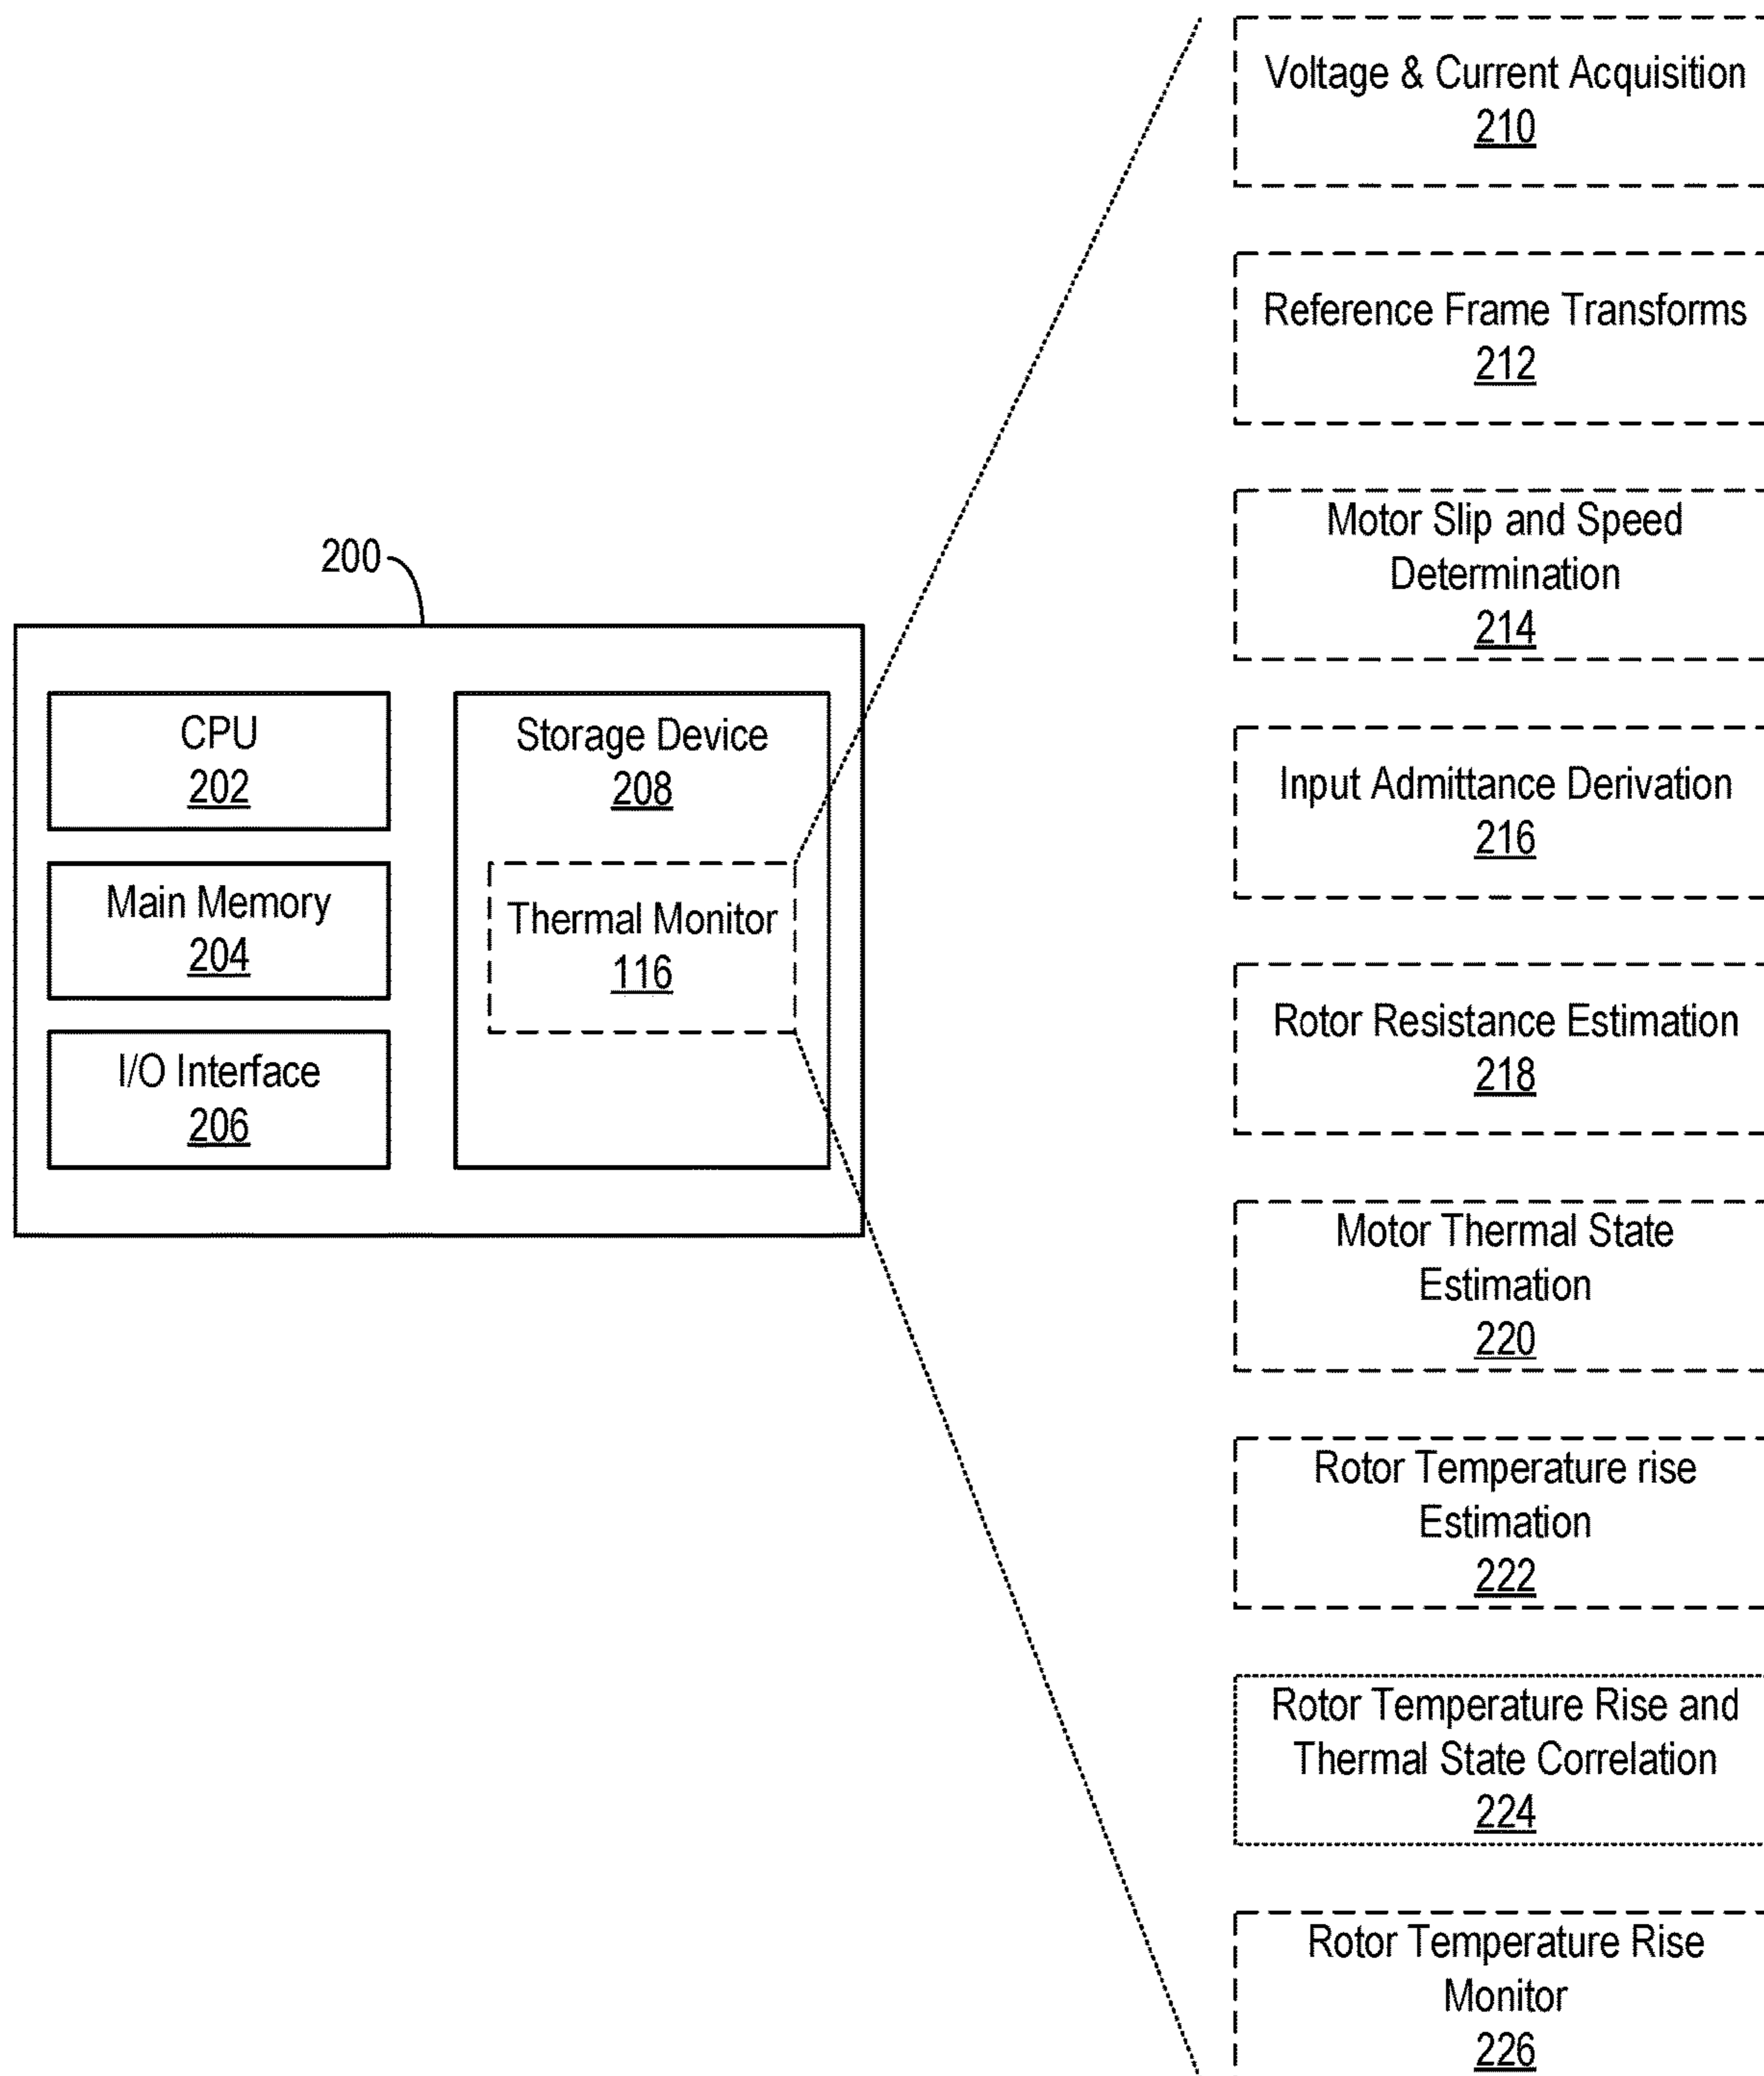 200
CPU
202
Main Memory
204
I/O Interface
206
Storage Device
208
Thermal Monitor
116
Voltage & Current Acquisition
210
Reference Frame Transforms
212
Motor Slip and Speed
Determination
214
Input Admittance Derivation
216
Rotor Resistance Estimation
218
Motor Thermal State
Estimation
220
Rotor Temperature rise
Estimation
222
Rotor Temperature Rise and
Thermal State Correlation
224
Rotor Temperature Rise
Monitor
226